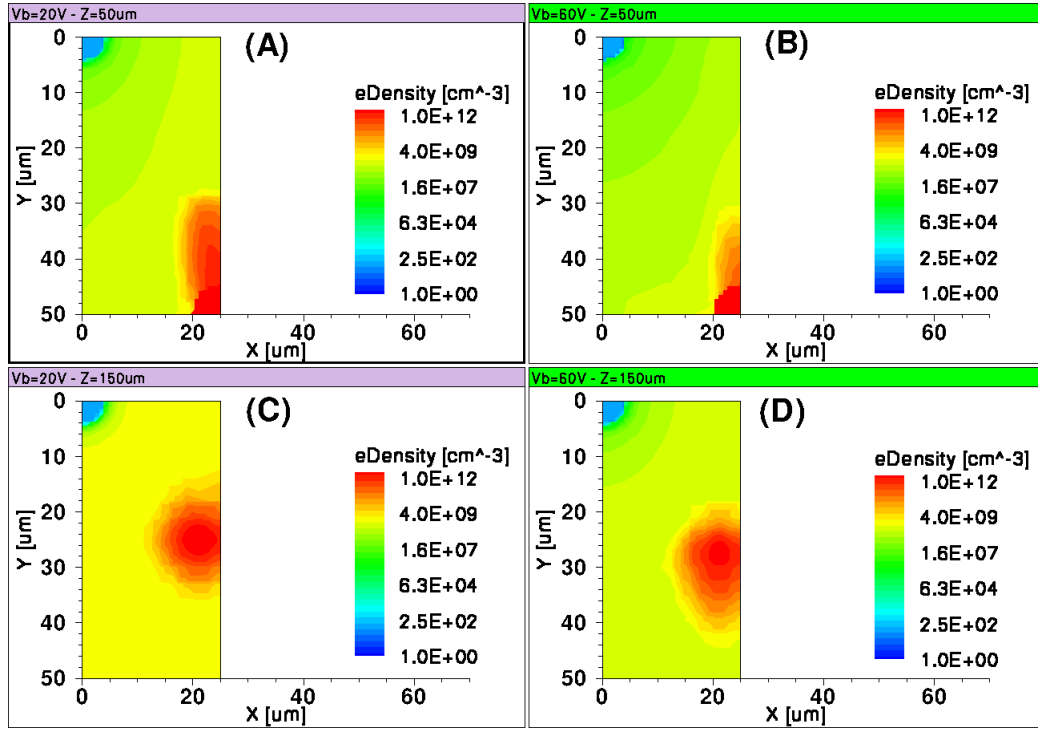 Vb=20V - Z=50um
(A)
eDensity [cm^-3]
1.0E+12
4.0E+09
1.6E+07
6.3E+04
2.5E+02
1.0E+00
Y [um]
0
10
20
30
40
50
0 20 40 60
X [um]
Vb=60V - Z=50um
(B)
eDensity [cm^-3]
1.0E+12
4.0E+09
1.6E+07
6.3E+04
2.5E+02
1.0E+00
Y [um]
0
10
20
30
40
50
0 20 40 60
X [um]
Vb=20V - Z=150um
(C)
eDensity [cm^-3]
1.0E+12
4.0E+09
1.6E+07
6.3E+04
2.5E+02
1.0E+00
Y [um]
0
10
20
30
40
50
0 20 40 60
X [um]
Vb=60V - Z=150um
(D)
eDensity [cm^-3]
1.0E+12
4.0E+09
1.6E+07
6.3E+04
2.5E+02
1.0E+00
Y [um]
0
10
20
30
40
50
0 20 40 60
X [um]